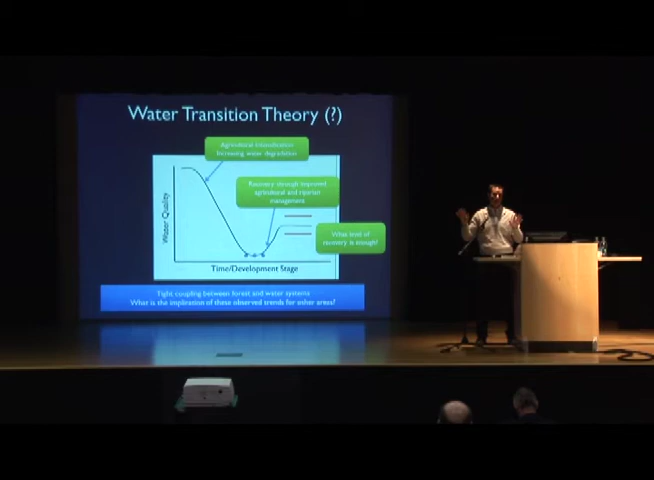 Water Transition Theory (?)
Agricultural intensification
Increasing water degradation
Recovery through improved
agricultural and riparian
management
What level of
recovery is enough?
Water Quality
Time/Development Stage
Tight coupling between forest and water systems
What is the implication of these observed trends for other areas?